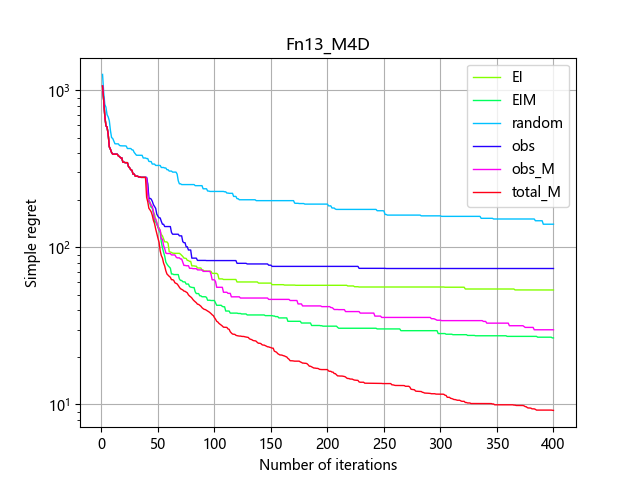 Fn13_M4D
Simple regret
10³
10²
10¹
EI
EIM
random
obs
obs_M
total_M
0 50 100 150 200 250 300 350 400
Number of iterations